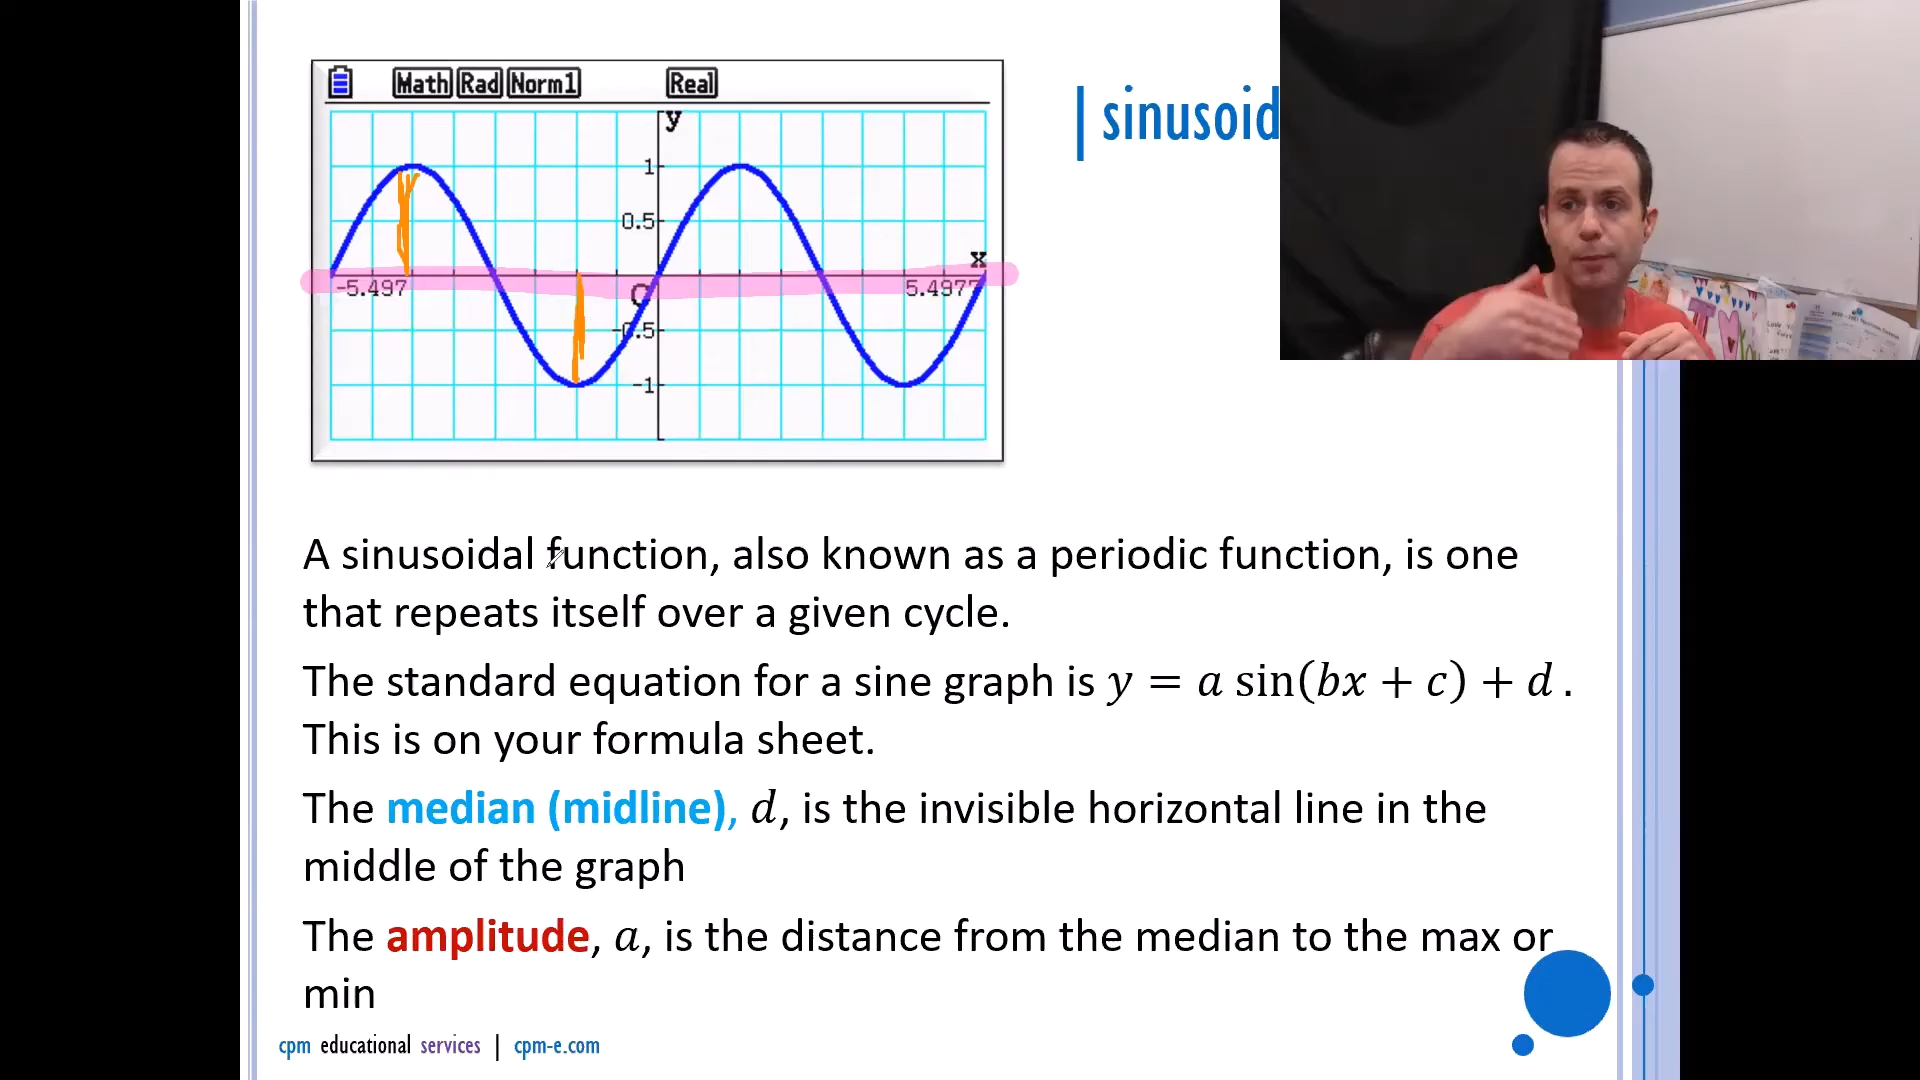 Math Rad Norm1 Real
| sinusoid
y
1
0.5
x
-5.497
O
5.4977
-0.5
-1
A sinusoidal function, also known as a periodic function, is one
that repeats itself over a given cycle.
The standard equation for a sine graph is y = a sin(bx + c) + d .
This is on your formula sheet.
The median (midline), d, is the invisible horizontal line in the
middle of the graph
The amplitude, a, is the distance from the median to the max or
min
cpm educational services | cpm-e.com